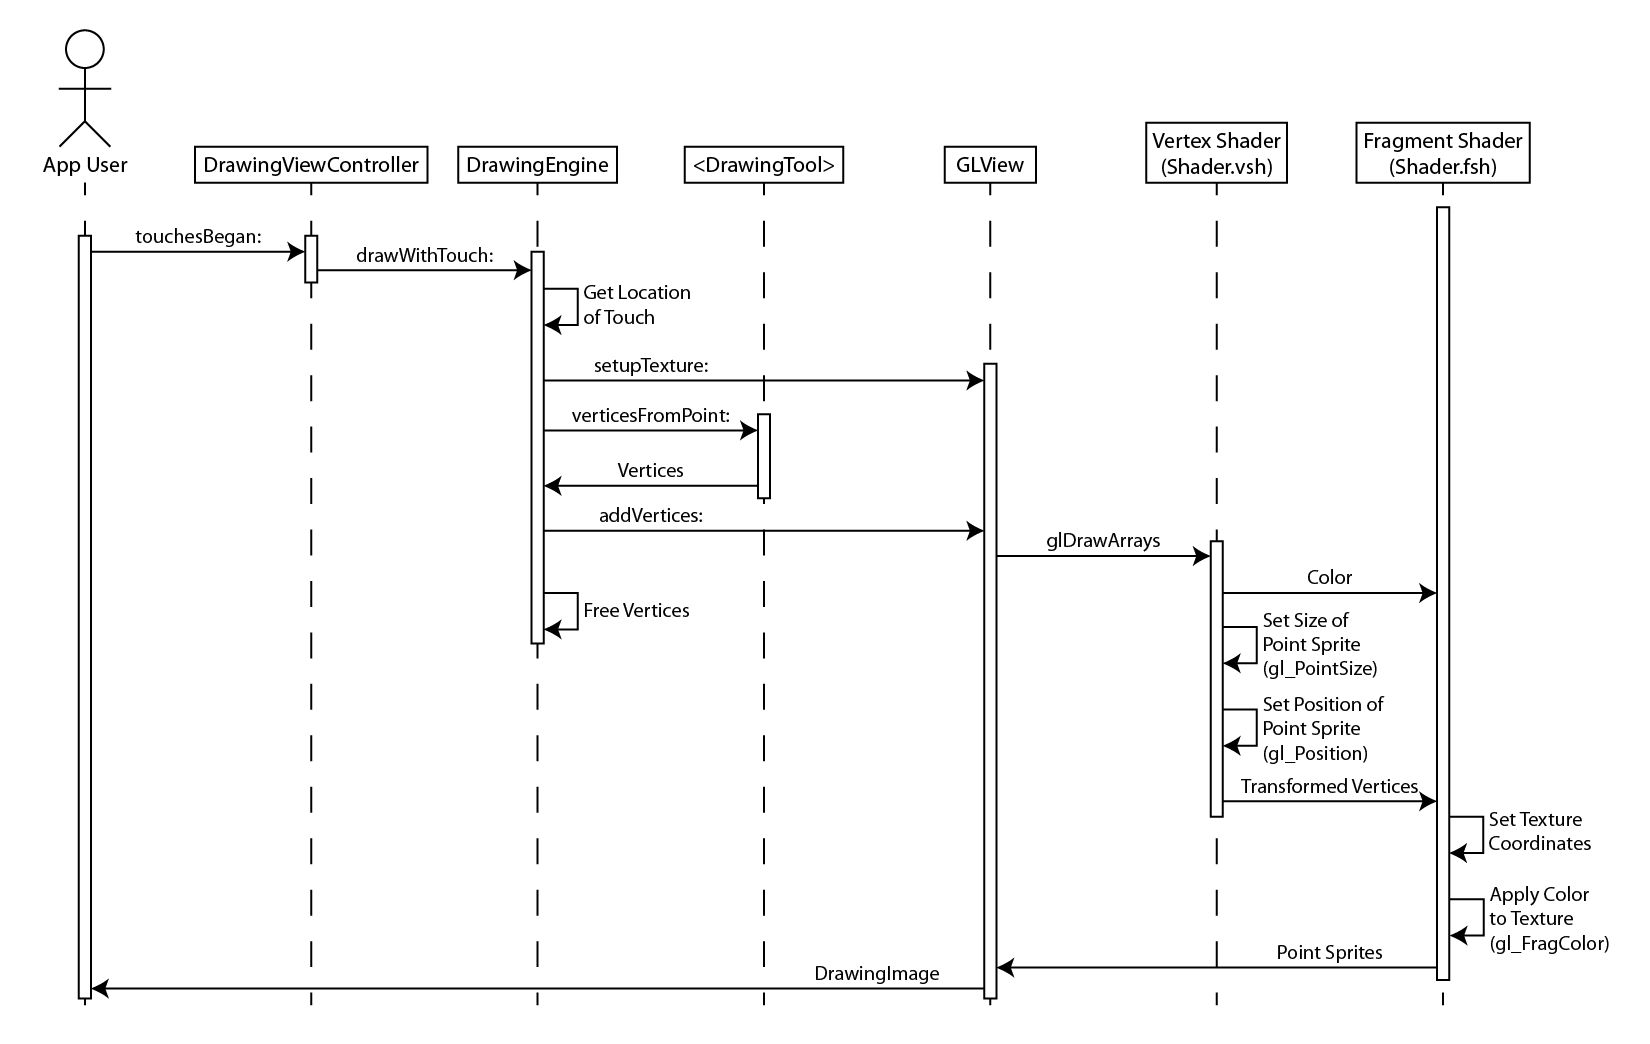 Vertex Shader
(Shader.vsh)
Fragment Shader
(Shader.fsh)
App User
DrawingViewController
DrawingEngine
<DrawingTool>
GLView
touchesBegan:
drawWithTouch:
Get Location
of Touch
setupTexture:
verticesFromPoint:
Vertices
addVertices:
glDrawArrays
Color
Free Vertices
Set Size of
Point Sprite
(gl_PointSize)
Set Position of
Point Sprite
(gl_Position)
Transformed Vertices
Set Texture
Coordinates
Apply Color
to Texture
(gl_FragColor)
Point Sprites
DrawingImage